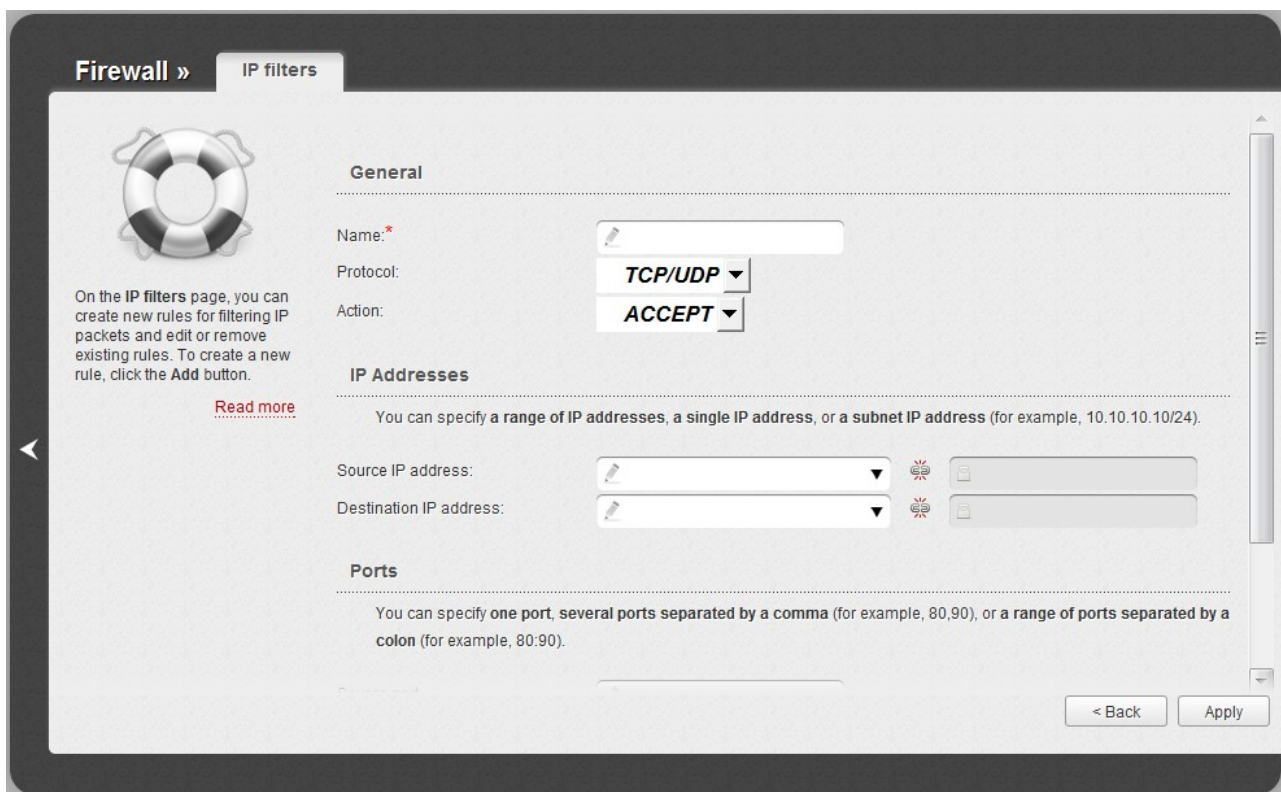 Firewall »
IP filters
On the IP filters page, you can
create new rules for filtering IP
packets and edit or remove
existing rules. To create a new
rule, click the Add button.
Read more
General
Name:*
Protocol:
TCP/UDP
Action:
ACCEPT
IP Addresses
You can specify a range of IP addresses, a single IP address, or a subnet IP address (for example, 10.10.10.10/24).
Source IP address:
Destination IP address:
Ports
You can specify one port, several ports separated by a comma (for example, 80,90), or a range of ports separated by a
colon (for example, 80:90).
< Back
Apply